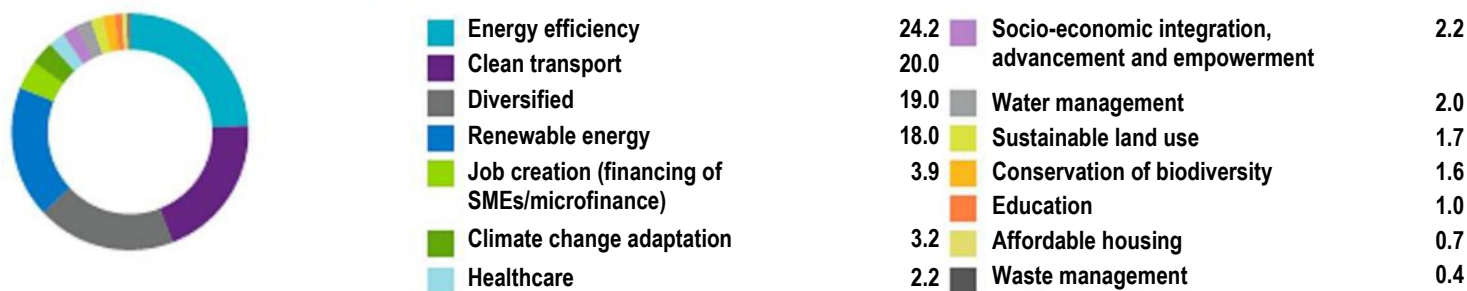 Energy efficiency 24.2
Clean transport 20.0
Diversified 19.0
Renewable energy 18.0
Job creation (financing of 3.9
SMEs/microfinance)
Climate change adaptation 3.2
Healthcare 2.2
Socio-economic integration, 2.2
advancement and empowerment
Water management 2.0
Sustainable land use 1.7
Conservation of biodiversity 1.6
Education 1.0
Affordable housing 0.7
Waste management 0.4